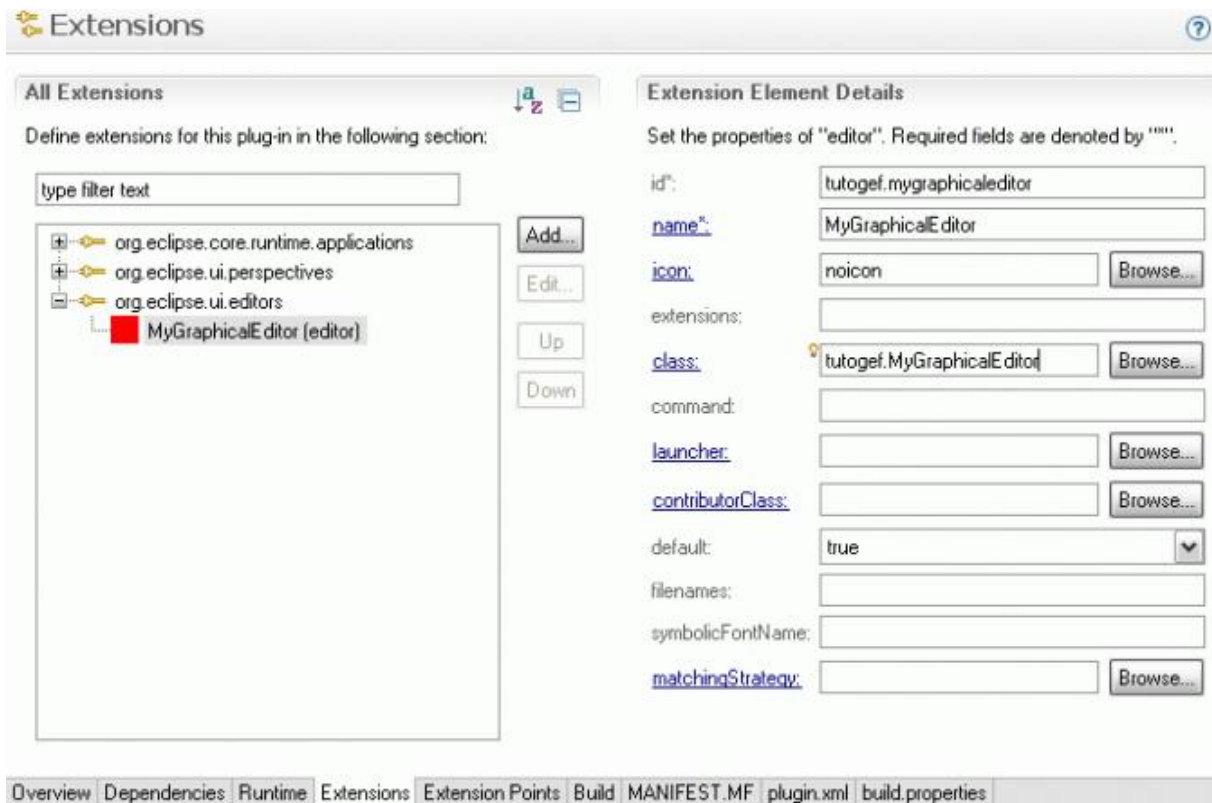 Extensions
All Extensions
Define extensions for this plug-in in the following section:
type filter text
org.eclipse.core.runtime.applications
org.eclipse.ui.perspectives
org.eclipse.ui.editors
MyGraphicalEditor (editor)
Add...
Edit...
Up
Down
Extension Element Details
Set the properties of "editor". Required fields are denoted by "*".
id*: tutogef.mygraphicaleditor
name*: MyGraphicalEditor
icon: noicon Browse...
extensions:
class: tutogef.MyGraphicalEditor Browse...
command:
launcher: Browse...
contributorClass: Browse...
default: true
filenames:
symbolicFontName:
matchingStrategy: Browse...
Overview Dependencies Runtime Extensions Extension Points Build MANIFEST.MF plugin.xml build.properties